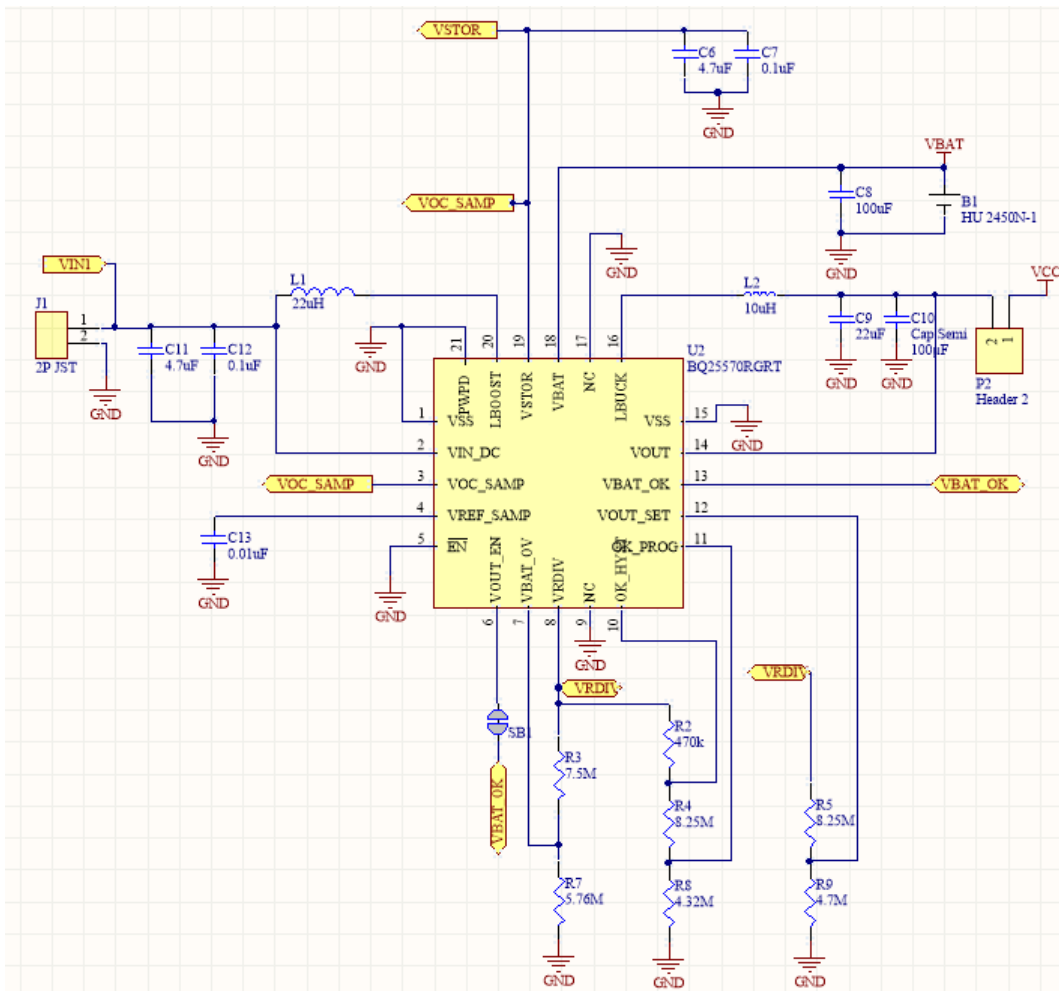 VSTOR
C6
4.7uF
C7
0.1uF
GND
VBAT
VOC_SAMP
C8
100uF
B1
HU 2450N-1
GND
GND
VIN1
L1
22uH
L2
10uH
VCC
J1
1
2
2P JST
C11
4.7uF
C12
0.1uF
GND
GND
GND
C9
22uF
C10
Cap Semi
100µF
GND
GND
2
1
P2
Header 2
U2
BQ25570RGRT
21
20
19
18
17
16
PWPD
LBOOST
VSTOR
VBAT
NC
LBUCK
1
VSS
2
VIN_DC
3
VOC_SAMP
4
VREF_SAMP
5
EN
15
VSS
14
VOUT
13
VBAT_OK
12
VOUT_SET
11
OK_PROG
GND
VOC_SAMP
VBAT_OK
C13
0.01uF
GND
GND
VOUT_EN
VBAT_OV
VRDIV
NC
6
7
8
9
10
GND
VRDIV
VRDIV
SB1
VBAT_OK
R2
470k
R3
7.5M
R4
8.25M
R5
8.25M
R7
5.76M
R8
4.32M
R9
4.7M
GND
GND
GND